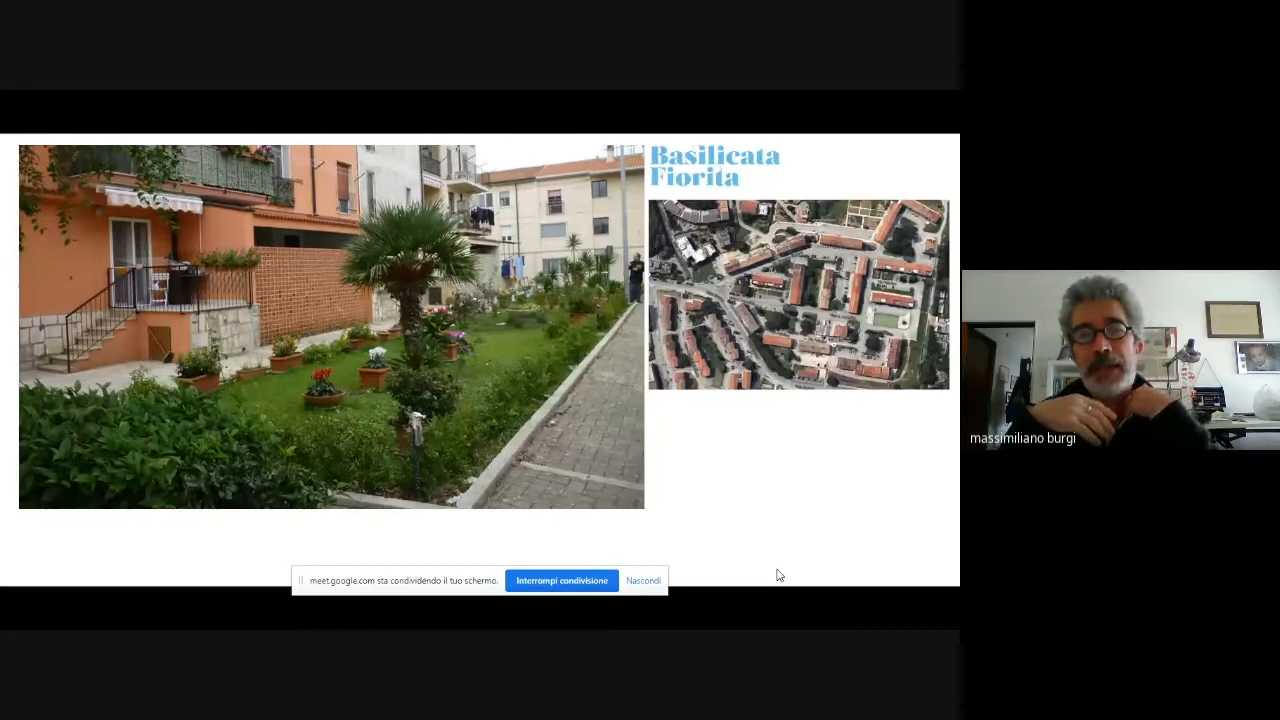 Basilicata
Fiorita
massimiliano burgi
meet.google.com sta condividendo il tuo schermo.
Interrompi condivisione
Nascondi